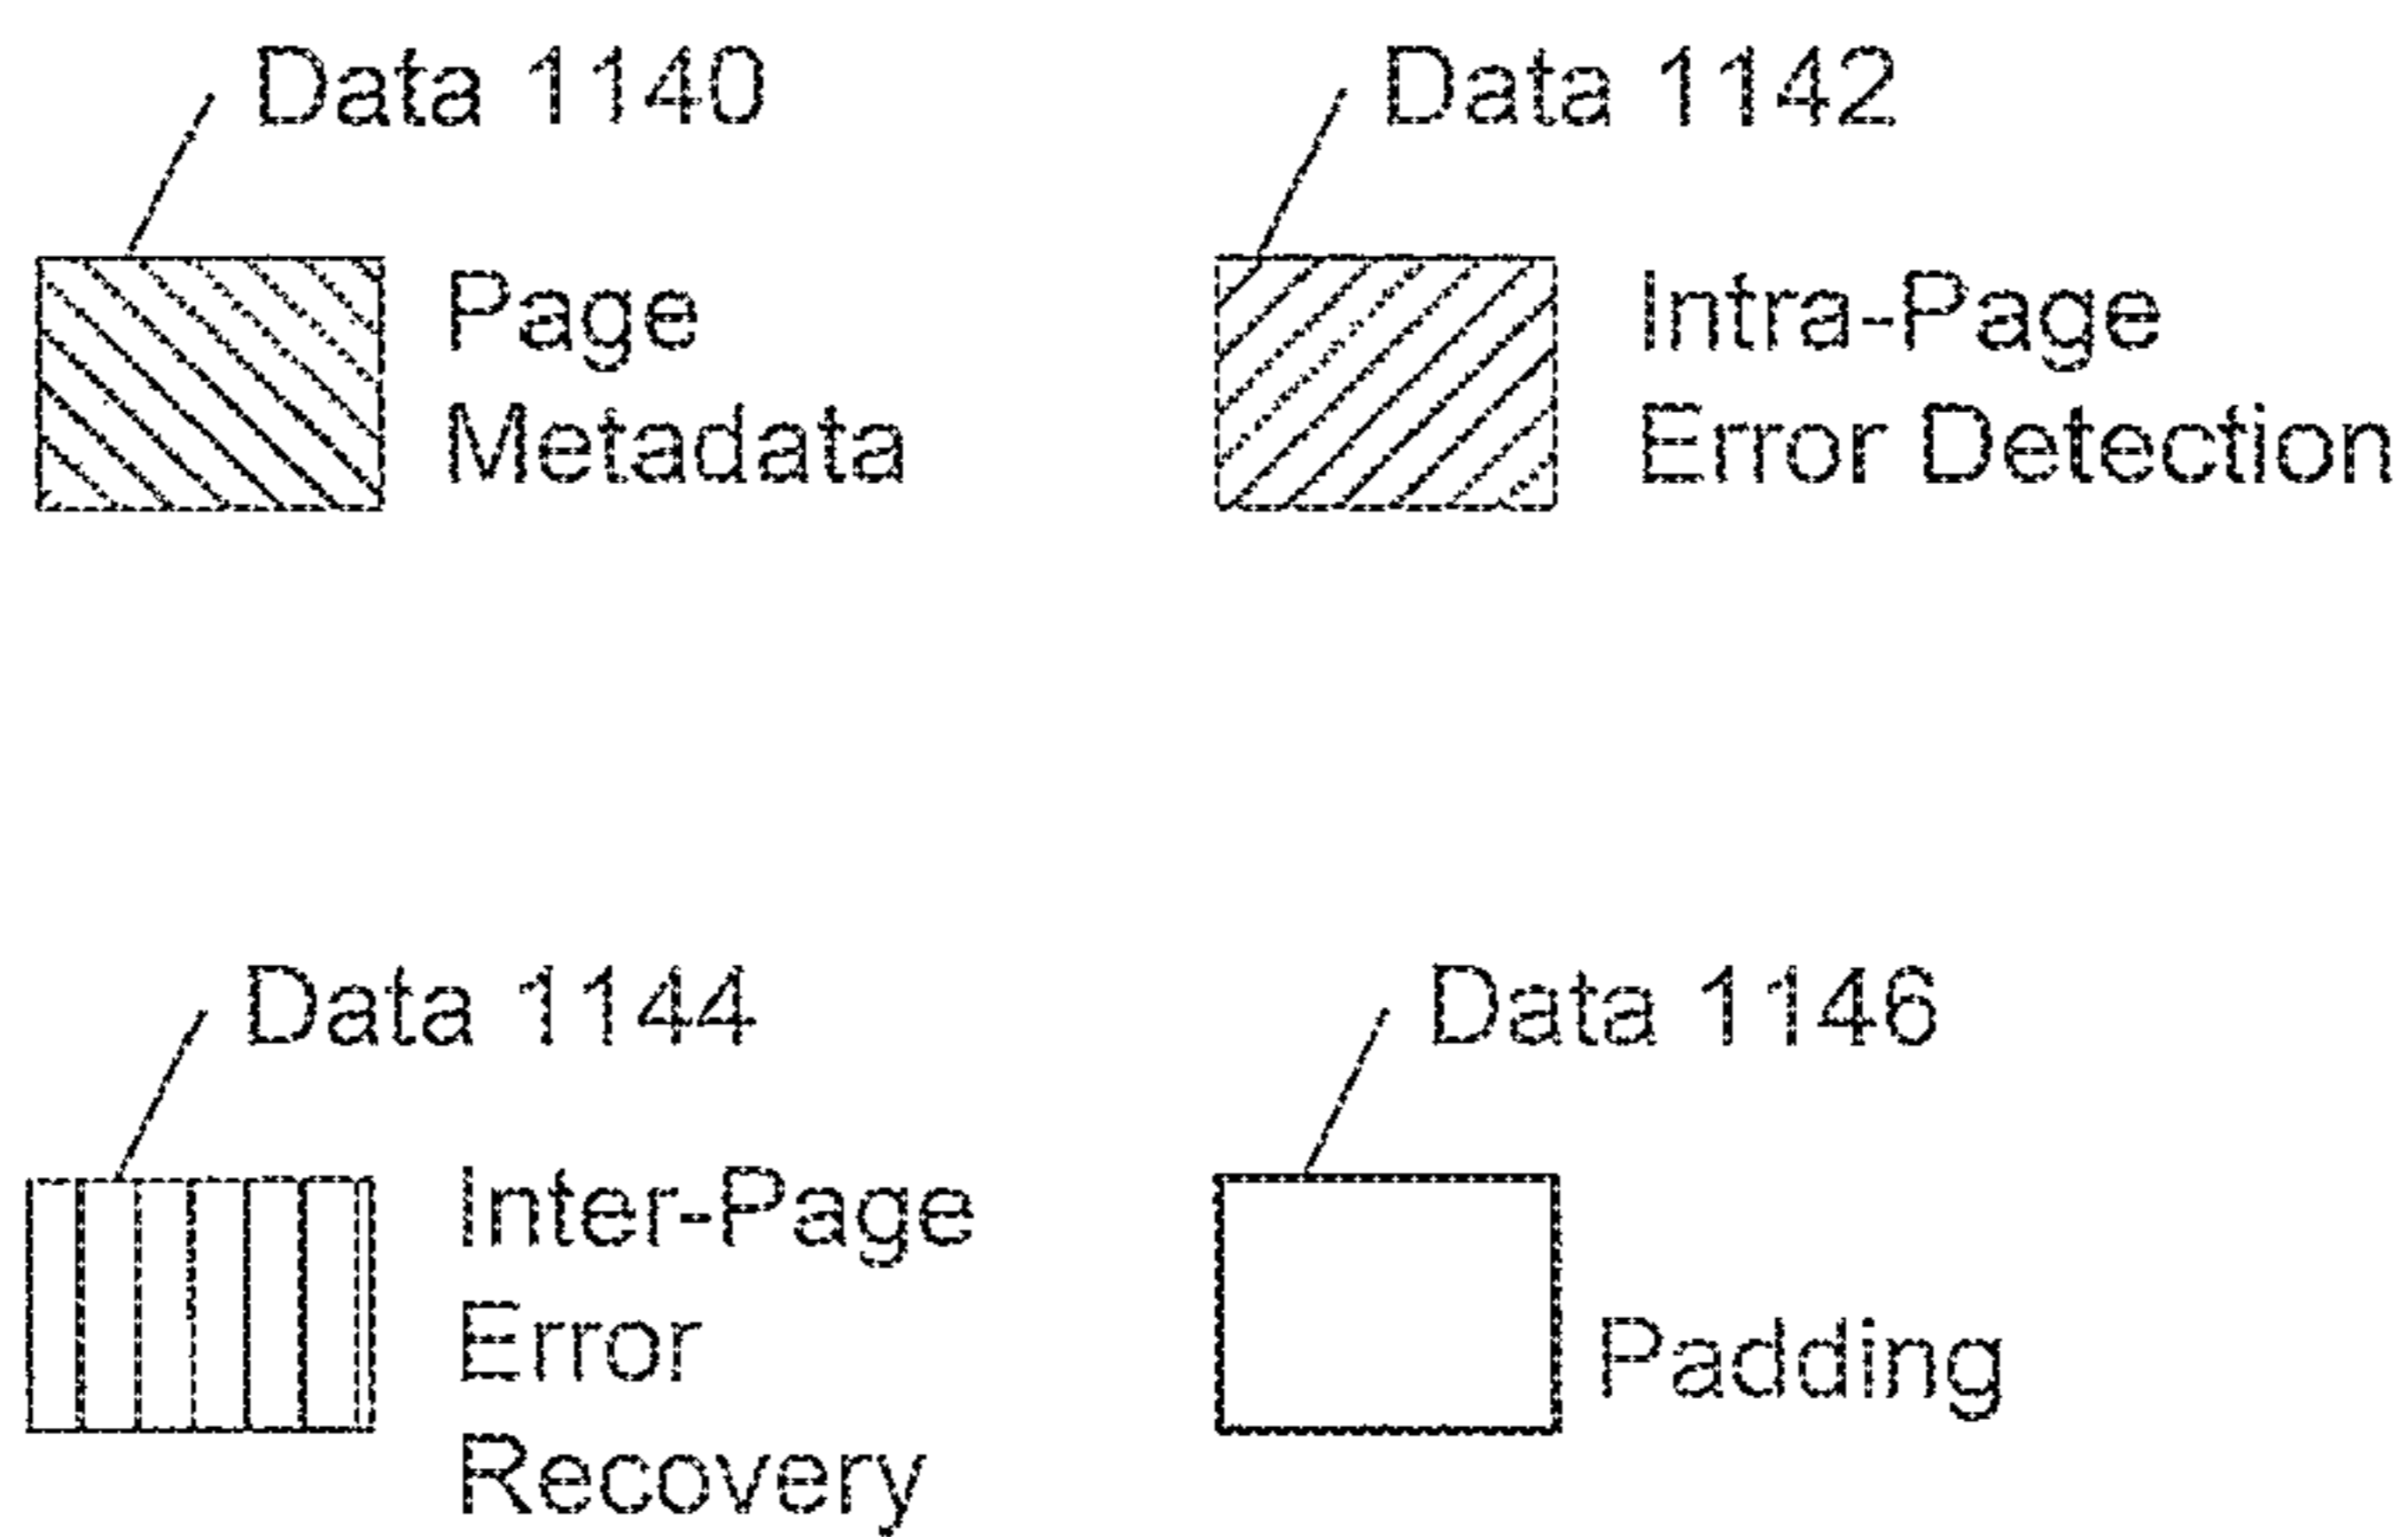 Data 1140
Page
Metadata
Data 1142
Intra-Page
Error Detection
Data 1144
Inter-Page
Error
Recovery
Data 1146
Padding